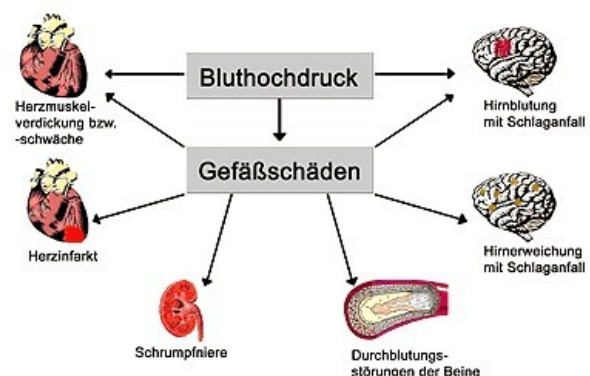 Bluthochdruck
Herzmuskel-
verdickung bzw.
-schwäche
Hirnblutung
mit Schlaganfall
Gefäßschäden
Herzinfarkt
Hirnerweichung
mit Schlaganfall
Schrumpfniere
Durchblutungs-
störungen der Beine